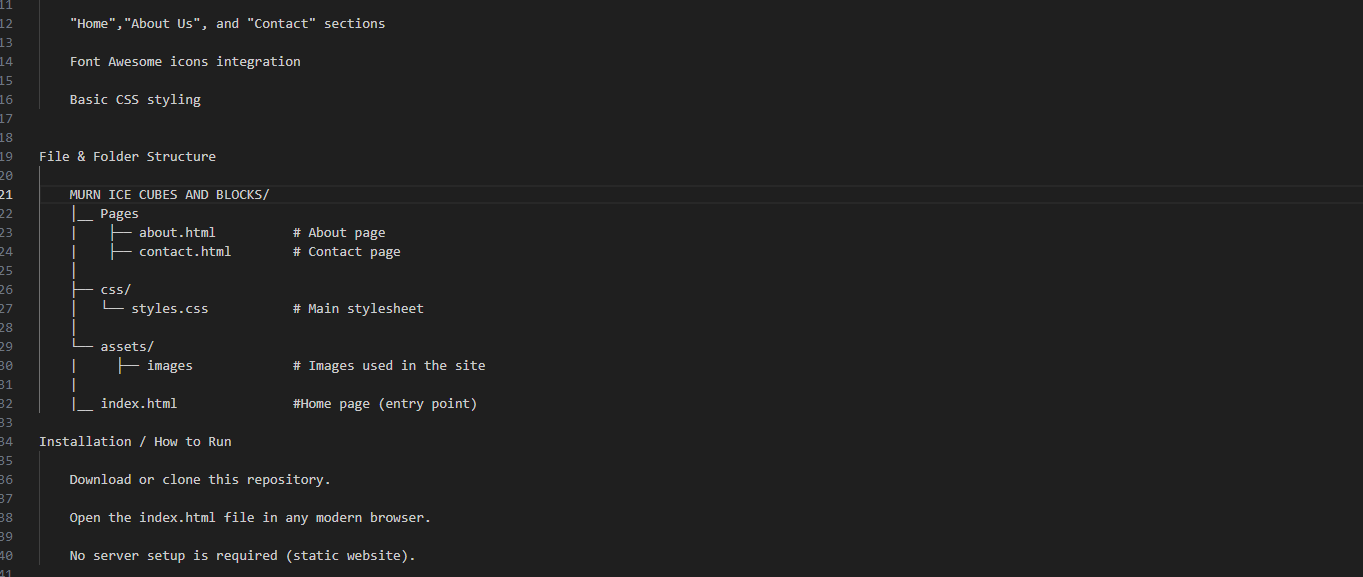 11
12 "Home","About Us", and "Contact" sections
13
14 Font Awesome icons integration
15
16 Basic CSS styling
17
18
19 File & Folder Structure
20
21 MURN ICE CUBES AND BLOCKS/
22 |__ Pages
23 |    ├── about.html          # About page
24 |    ├── contact.html        # Contact page
25 │
26 ├── css/
27 │   └── styles.css           # Main stylesheet
28 │
29 └── assets/
30 |     ├── images             # Images used in the site
31 |
32 |__ index.html               #Home page (entry point)
33
34 Installation / How to Run
35
36 Download or clone this repository.
37
38 Open the index.html file in any modern browser.
39
40 No server setup is required (static website).
41